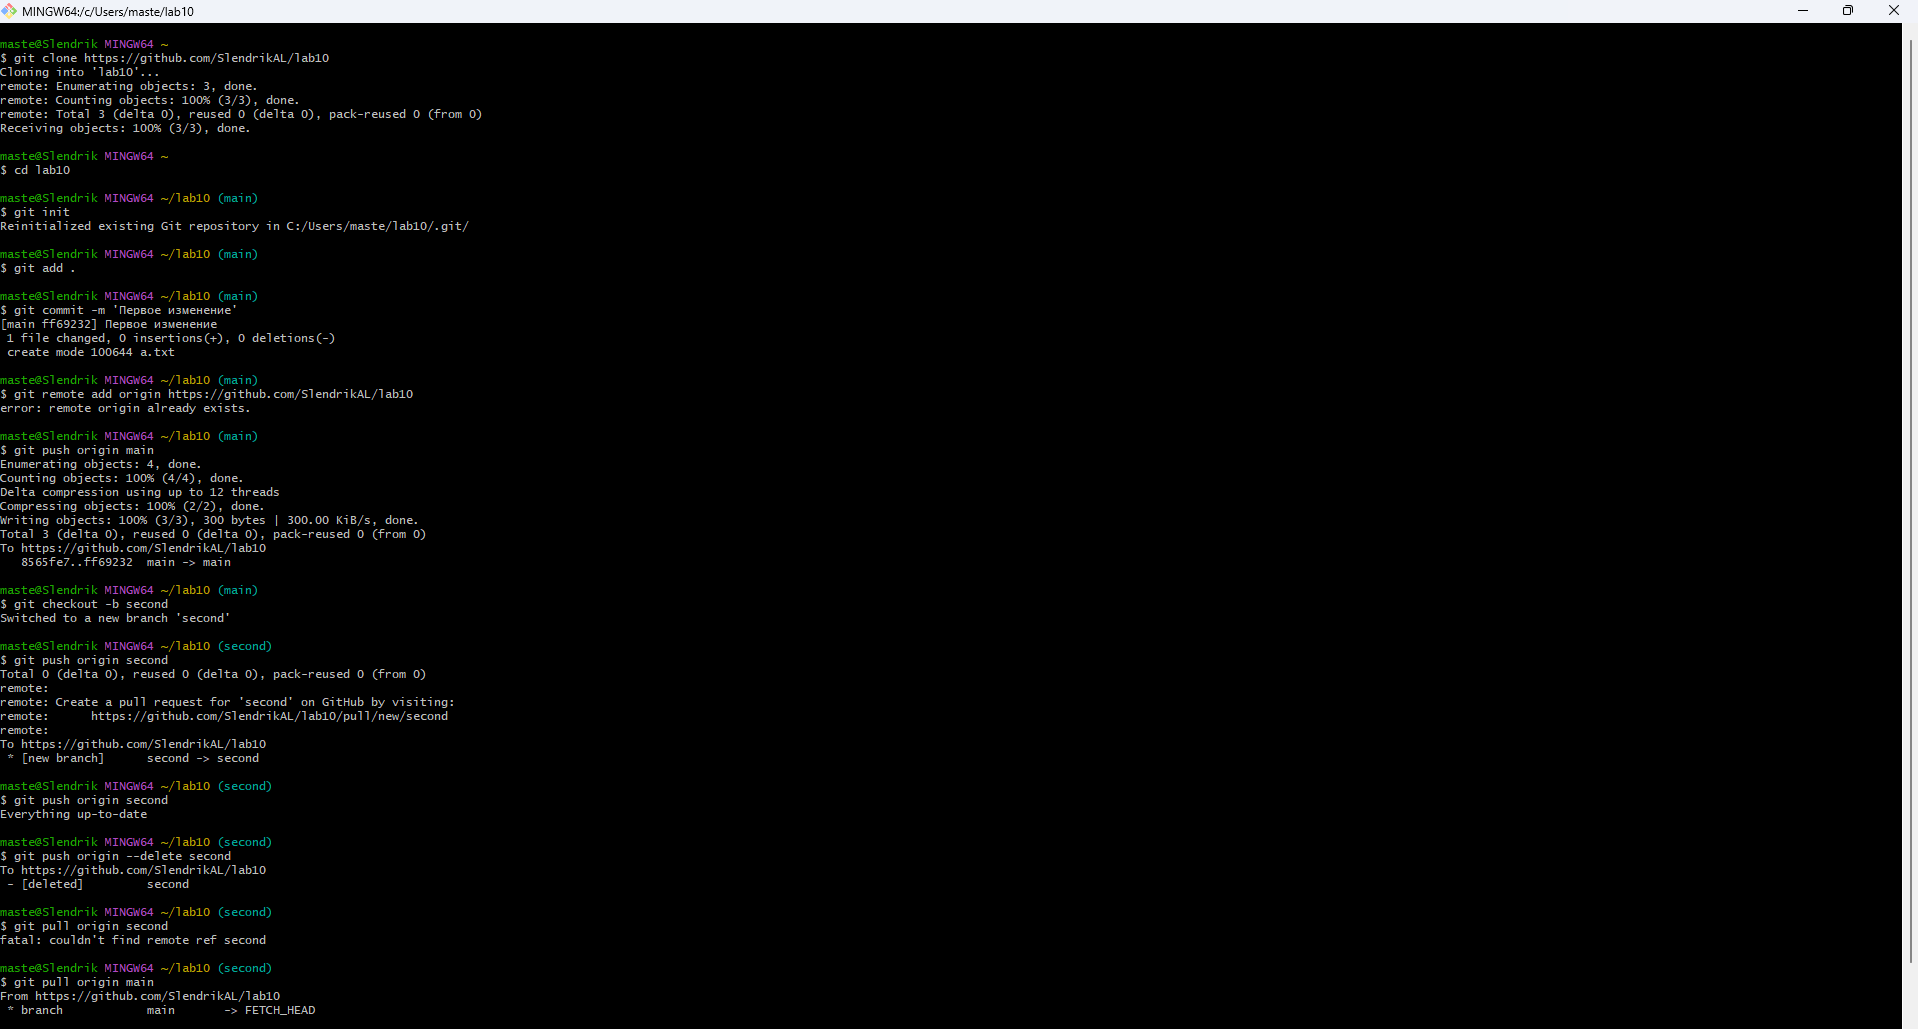 MINGW64:/c/Users/maste/lab10
maste@Slendrik MINGW64 ~
$ git clone https://github.com/SlendrikAL/lab10
Cloning into 'lab10'...
remote: Enumerating objects: 3, done.
remote: Counting objects: 100% (3/3), done.
remote: Total 3 (delta 0), reused 0 (delta 0), pack-reused 0 (from 0)
Receiving objects: 100% (3/3), done.
maste@Slendrik MINGW64 ~
$ cd lab10
maste@Slendrik MINGW64 ~/lab10 (main)
$ git init
Reinitialized existing Git repository in C:/Users/maste/lab10/.git/
maste@Slendrik MINGW64 ~/lab10 (main)
$ git add .
maste@Slendrik MINGW64 ~/lab10 (main)
$ git commit -m 'Первое изменение'
[main ff69232] Первое изменение
1 file changed, 0 insertions(+), 0 deletions(-)
create mode 100644 a.txt
maste@Slendrik MINGW64 ~/lab10 (main)
$ git remote add origin https://github.com/SlendrikAL/lab10
error: remote origin already exists.
maste@Slendrik MINGW64 ~/lab10 (main)
$ git push origin main
Enumerating objects: 4, done.
Counting objects: 100% (4/4), done.
Delta compression using up to 12 threads
Compressing objects: 100% (2/2), done.
Writing objects: 100% (3/3), 300 bytes | 300.00 KiB/s, done.
Total 3 (delta 0), reused 0 (delta 0), pack-reused 0 (from 0)
To https://github.com/SlendrikAL/lab10
8565fe7..ff69232  main -> main
maste@Slendrik MINGW64 ~/lab10 (main)
$ git checkout -b second
Switched to a new branch 'second'
maste@Slendrik MINGW64 ~/lab10 (second)
$ git push origin second
Total 0 (delta 0), reused 0 (delta 0), pack-reused 0 (from 0)
remote:
remote: Create a pull request for 'second' on GitHub by visiting:
remote:      https://github.com/SlendrikAL/lab10/pull/new/second
remote:
To https://github.com/SlendrikAL/lab10
* [new branch]      second -> second
maste@Slendrik MINGW64 ~/lab10 (second)
$ git push origin second
Everything up-to-date
maste@Slendrik MINGW64 ~/lab10 (second)
$ git push origin --delete second
To https://github.com/SlendrikAL/lab10
- [deleted]         second
maste@Slendrik MINGW64 ~/lab10 (second)
$ git pull origin second
fatal: couldn't find remote ref second
maste@Slendrik MINGW64 ~/lab10 (second)
$ git pull origin main
From https://github.com/SlendrikAL/lab10
* branch            main       -> FETCH_HEAD